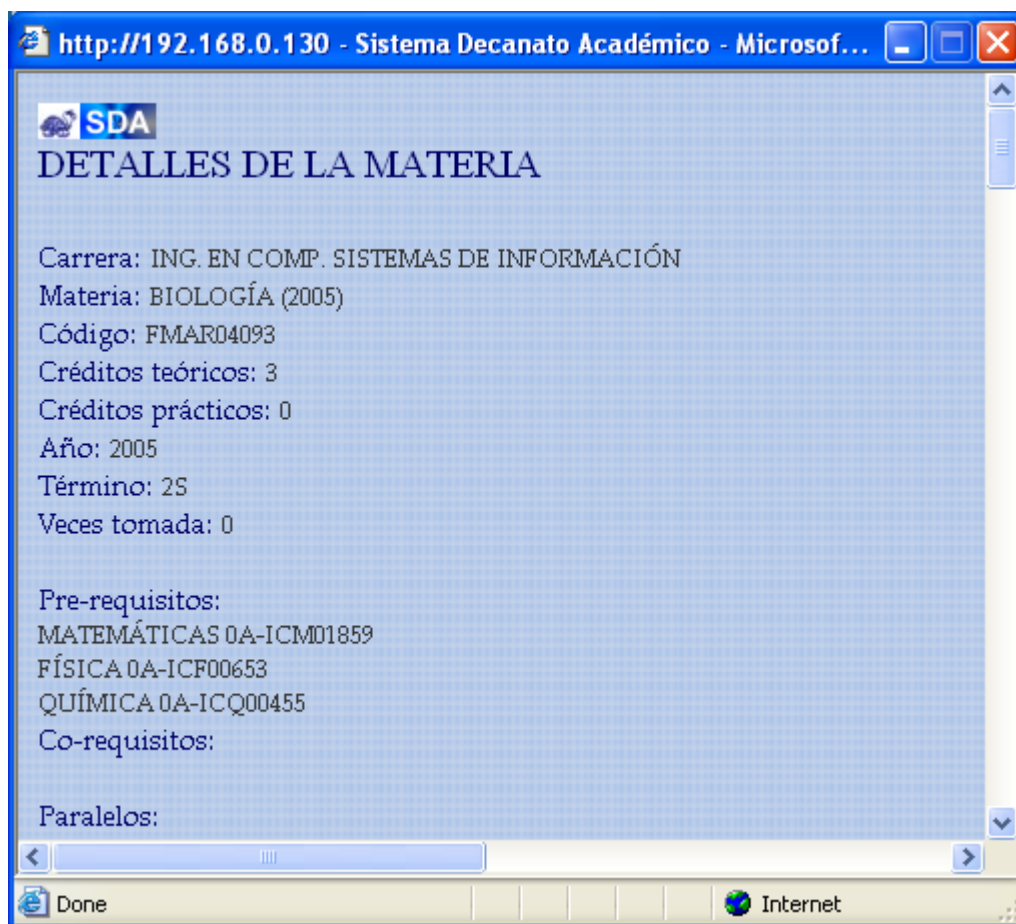 http://192.168.0.130 - Sistema Decanato Académico - Microsof...
SDA
DETALLES DE LA MATERIA
Carrera: ING. EN COMP. SISTEMAS DE INFORMACIÓN
Materia: BIOLOGÍA (2005)
Código: FMAR04093
Créditos teóricos: 3
Créditos prácticos: 0
Año: 2005
Término: 2S
Veces tomada: 0
Pre-requisitos:
MATEMÁTICAS 0A-ICM01859
FÍSICA 0A-ICF00653
QUÍMICA 0A-ICQ00455
Co-requisitos:
Paralelos:
Done Internet